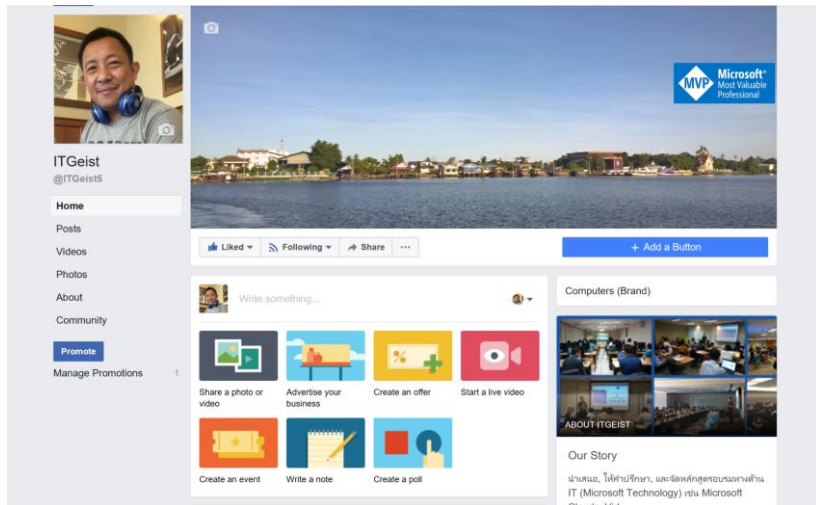 MVP
Microsoft®
Most Valuable
Professional
ITGeist
@ITGeist5
Home
Posts
Videos
Photos
About
Community
Promote
Manage Promotions 1
Liked
Following
Share
+ Add a Button
Write something...
Share a photo or
video
Advertise your
business
Create an offer
Start a live video
Create an event
Write a note
Create a poll
Computers (Brand)
ABOUT ITGEIST
Our Story
นำเสนอ, ให้คำปรึกษา, และจัดหลักสูตรอบรมทางด้าน
IT (Microsoft Technology) เช่น Microsoft